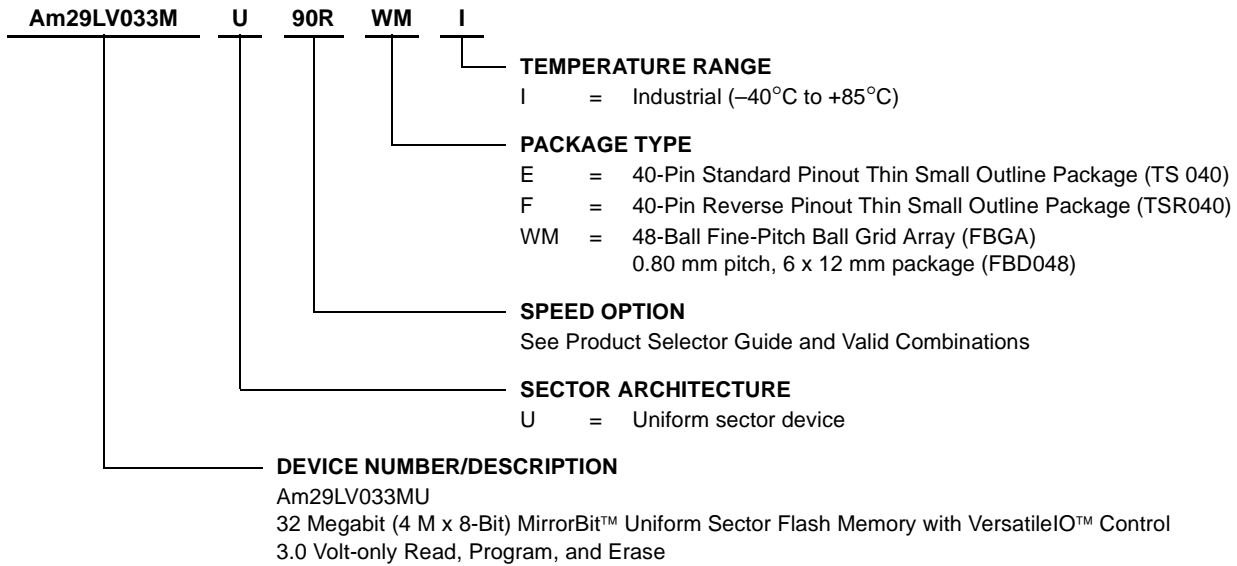 Am29LV033M U 90R WM I
TEMPERATURE RANGE
I = Industrial (–40°C to +85°C)
PACKAGE TYPE
E = 40-Pin Standard Pinout Thin Small Outline Package (TS 040)
F = 40-Pin Reverse Pinout Thin Small Outline Package (TSR040)
WM = 48-Ball Fine-Pitch Ball Grid Array (FBGA)
0.80 mm pitch, 6 x 12 mm package (FBD048)
SPEED OPTION
See Product Selector Guide and Valid Combinations
SECTOR ARCHITECTURE
U = Uniform sector device
DEVICE NUMBER/DESCRIPTION
Am29LV033MU
32 Megabit (4 M x 8-Bit) MirrorBit™ Uniform Sector Flash Memory with VersatileIO™ Control
3.0 Volt-only Read, Program, and Erase